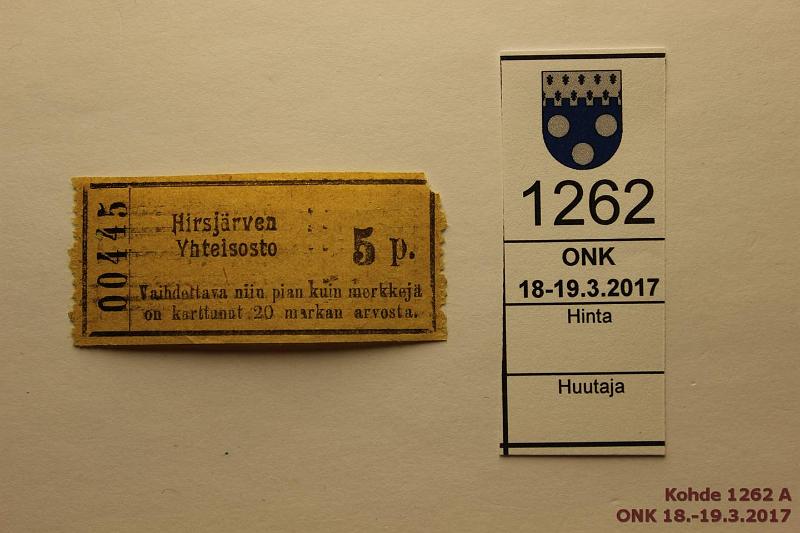 00445
Hirsjärven
Yhteisosto
5 p.
Vaihdettava niin pian kuin merkkejä
on karttunut 20 markan arvosta.
1262
ONK
18-19.3.2017
Hinta
Huutaja
Kohde 1262 A
ONK 18.-19.3.2017